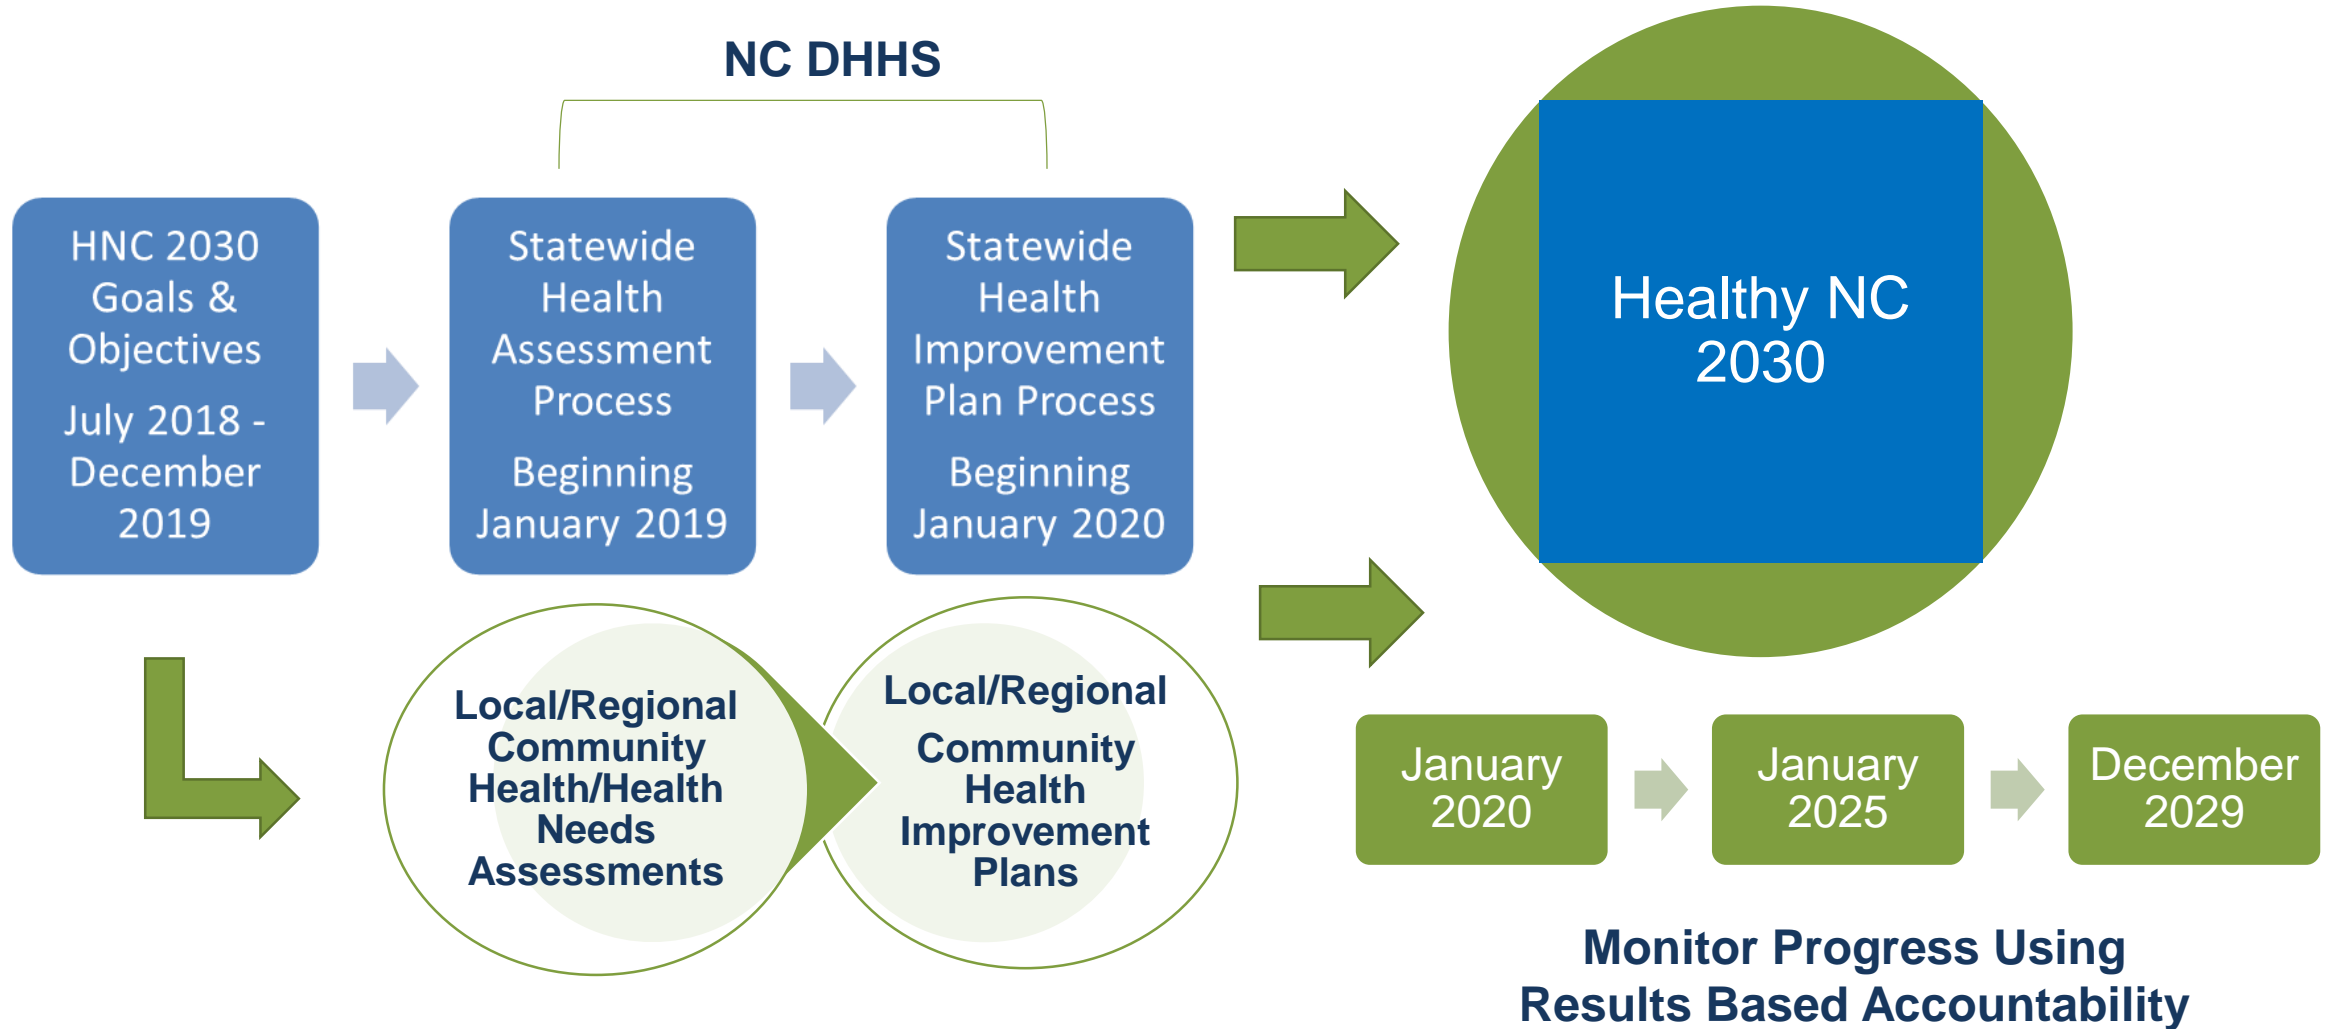 NC DHHS
HNC 2030
Goals &
Objectives
July 2018 -
December
2019
Statewide
Health
Assessment
Process
Beginning
January 2019
Statewide
Health
Improvement
Plan Process
Beginning
January 2020
Healthy NC
2030
Local/Regional
Community
Health/Health
Needs
Assessments
Local/Regional
Community
Health
Improvement
Plans
January
2020
January
2025
December
2029
Monitor Progress Using
Results Based Accountability